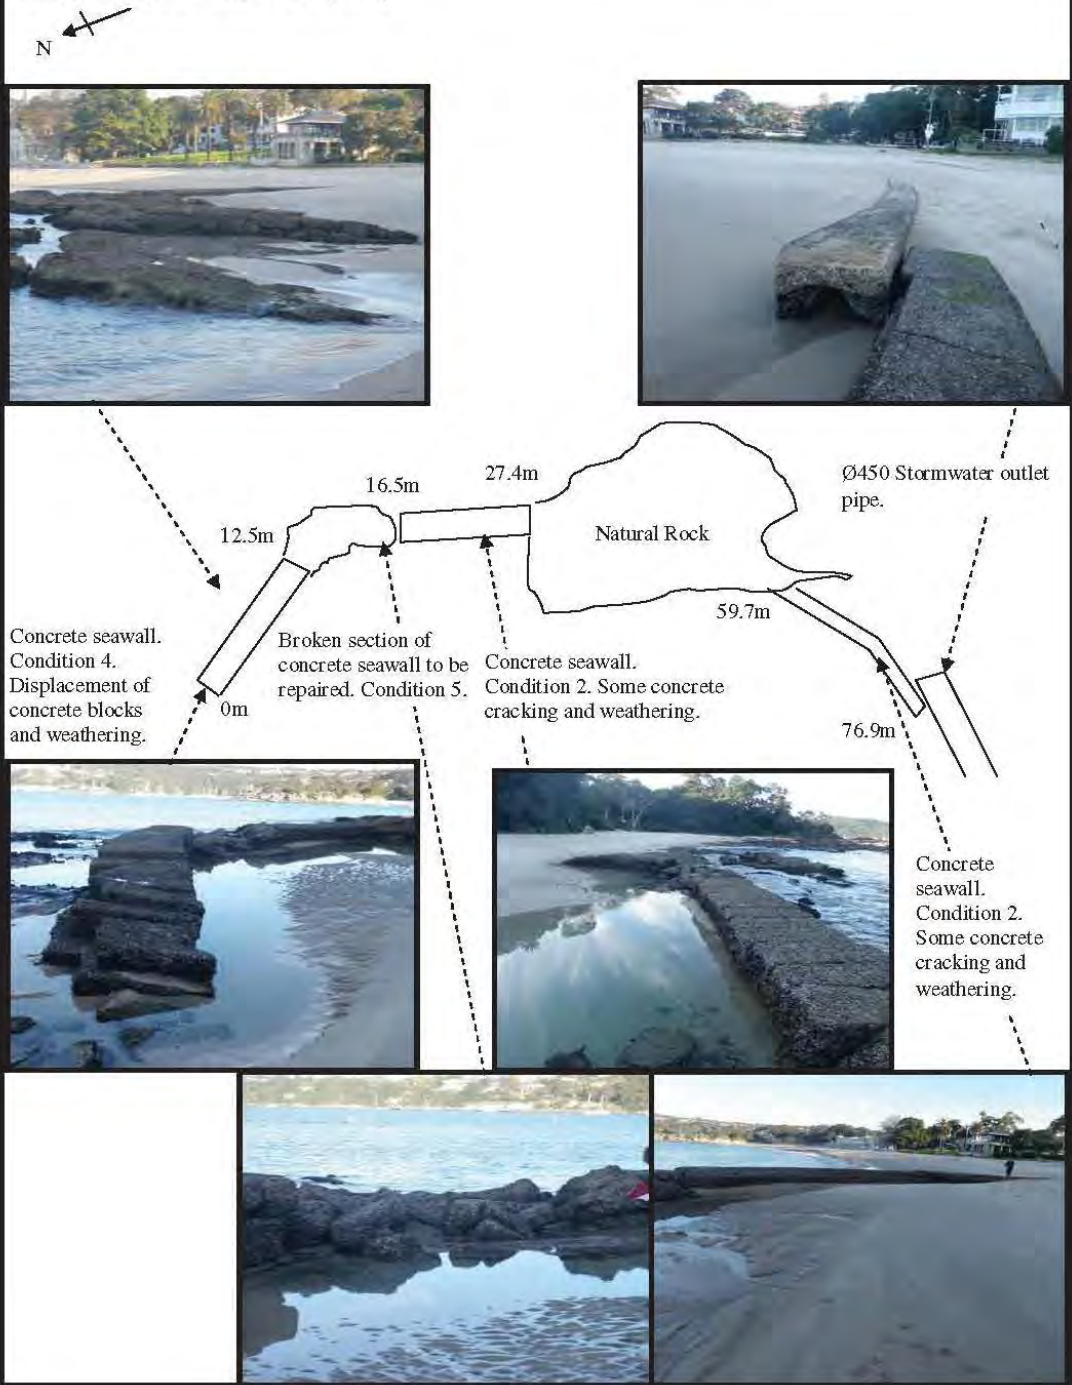 N
16.5m
27.4m
12.5m
Natural Rock
Ø450 Stormwater outlet
pipe.
59.7m
Concrete seawall.
Condition 4.
Displacement of
concrete blocks
and weathering.
0m
Broken section of
concrete seawall to be
repaired. Condition 5.
Concrete seawall.
Condition 2. Some concrete
cracking and weathering.
76.9m
Concrete
seawall.
Condition 2.
Some concrete
cracking and
weathering.